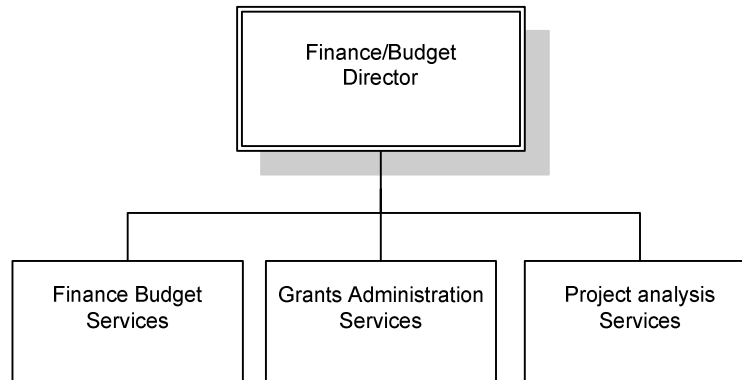 Finance/Budget
Director
Finance Budget
Services
Grants Administration
Services
Project analysis
Services